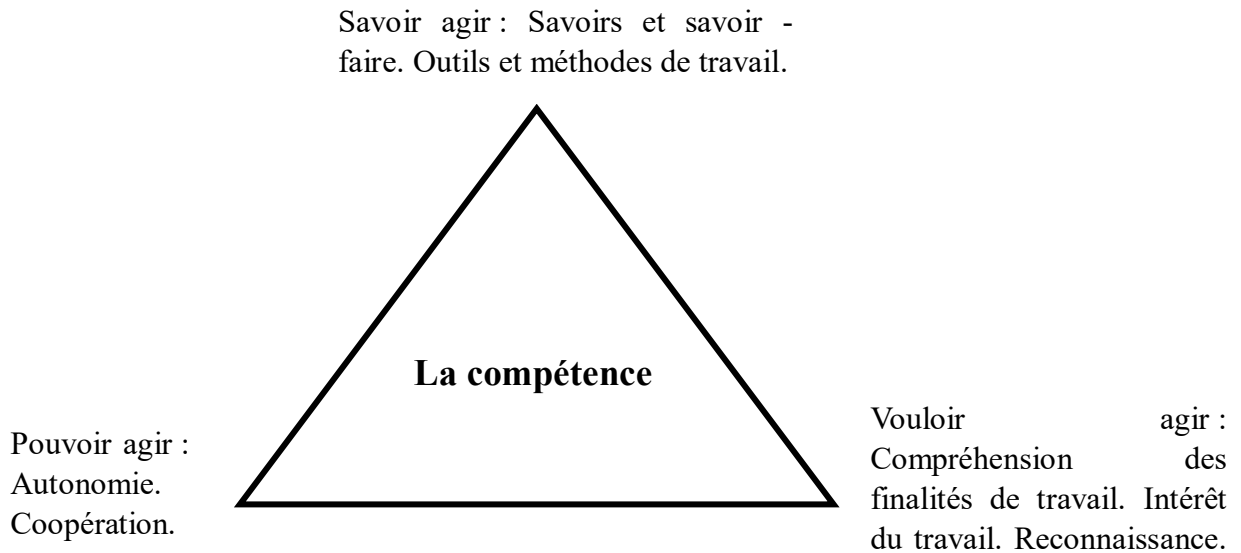 Savoir agir : Savoirs et savoir -
faire. Outils et méthodes de travail.
La compétence
Pouvoir agir :
Autonomie.
Coopération.
Vouloir agir :
Compréhension des
finalités de travail. Intérêt
du travail. Reconnaissance.